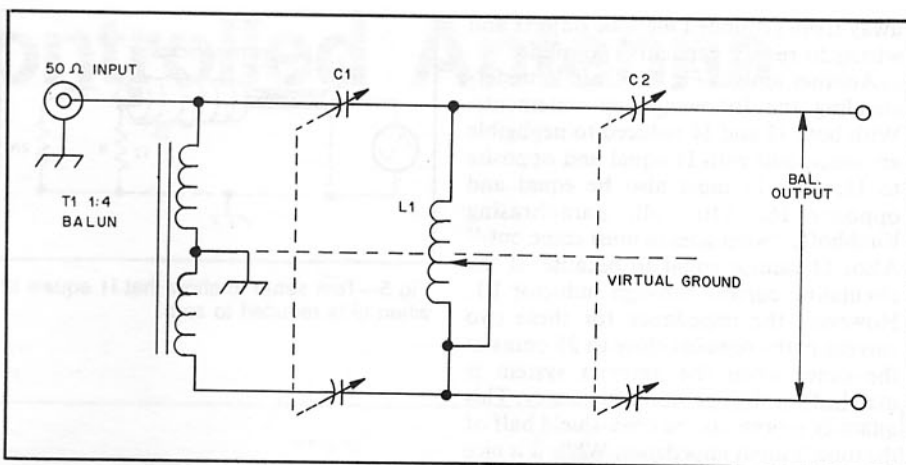 50 Ω INPUT
C1
C2
T1 1:4
BALUN
L1
BAL.
OUTPUT
VIRTUAL GROUND